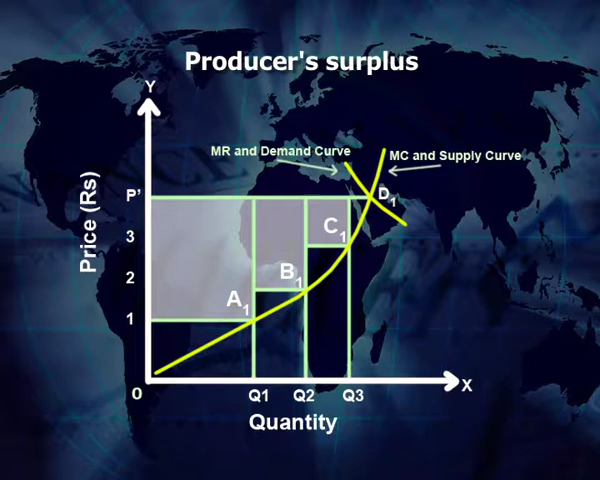 Producer's surplus
Y
MR and Demand Curve
MC and Supply Curve
Price (Rs)
P'
D1
3
C1
2
B1
A1
1
0
Q1
Q2
Q3
X
Quantity